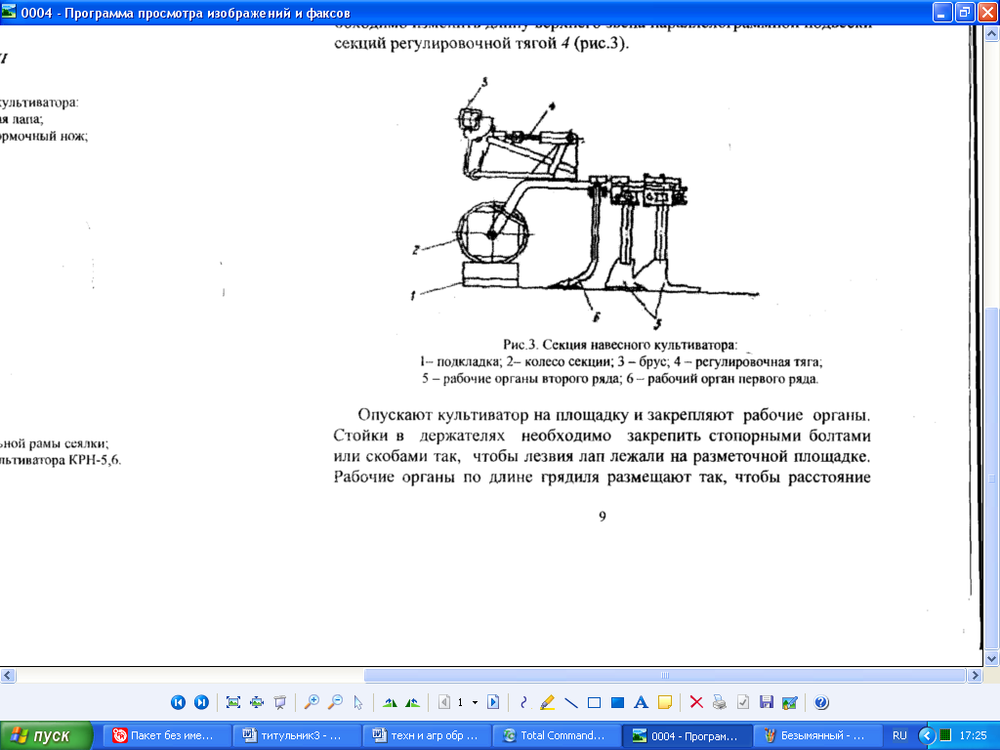 0004 - Программа просмотра изображений и факсов
обходимо изменить длину верхнего звена параллелограммной подвески
секций регулировочной тягой 4 (рис.3).
культиватора:
ая лапа;
ормочный нож;
ьной рамы сеялки;
льтиватора КРН-5,6.
3
4
2
1
6
5
Рис.3. Секция навесного культиватора:
1– подкладка; 2– колесо секции; 3 – брус; 4 – регулировочная тяга;
5 – рабочие органы второго ряда; 6 – рабочий орган первого ряда.
Опускают культиватор на площадку и закрепляют рабочие органы.
Стойки в держателях необходимо закрепить стопорными болтами
или скобами так, чтобы лезвия лап лежали на разметочной площадке.
Рабочие органы по длине грядиля размещают так, чтобы расстояние
9
1
пуск
Пакет без име...
титульник3 - ...
техн и агр обр ...
Total Command...
0004 - Програм...
Безымянный - ...
RU
17:25